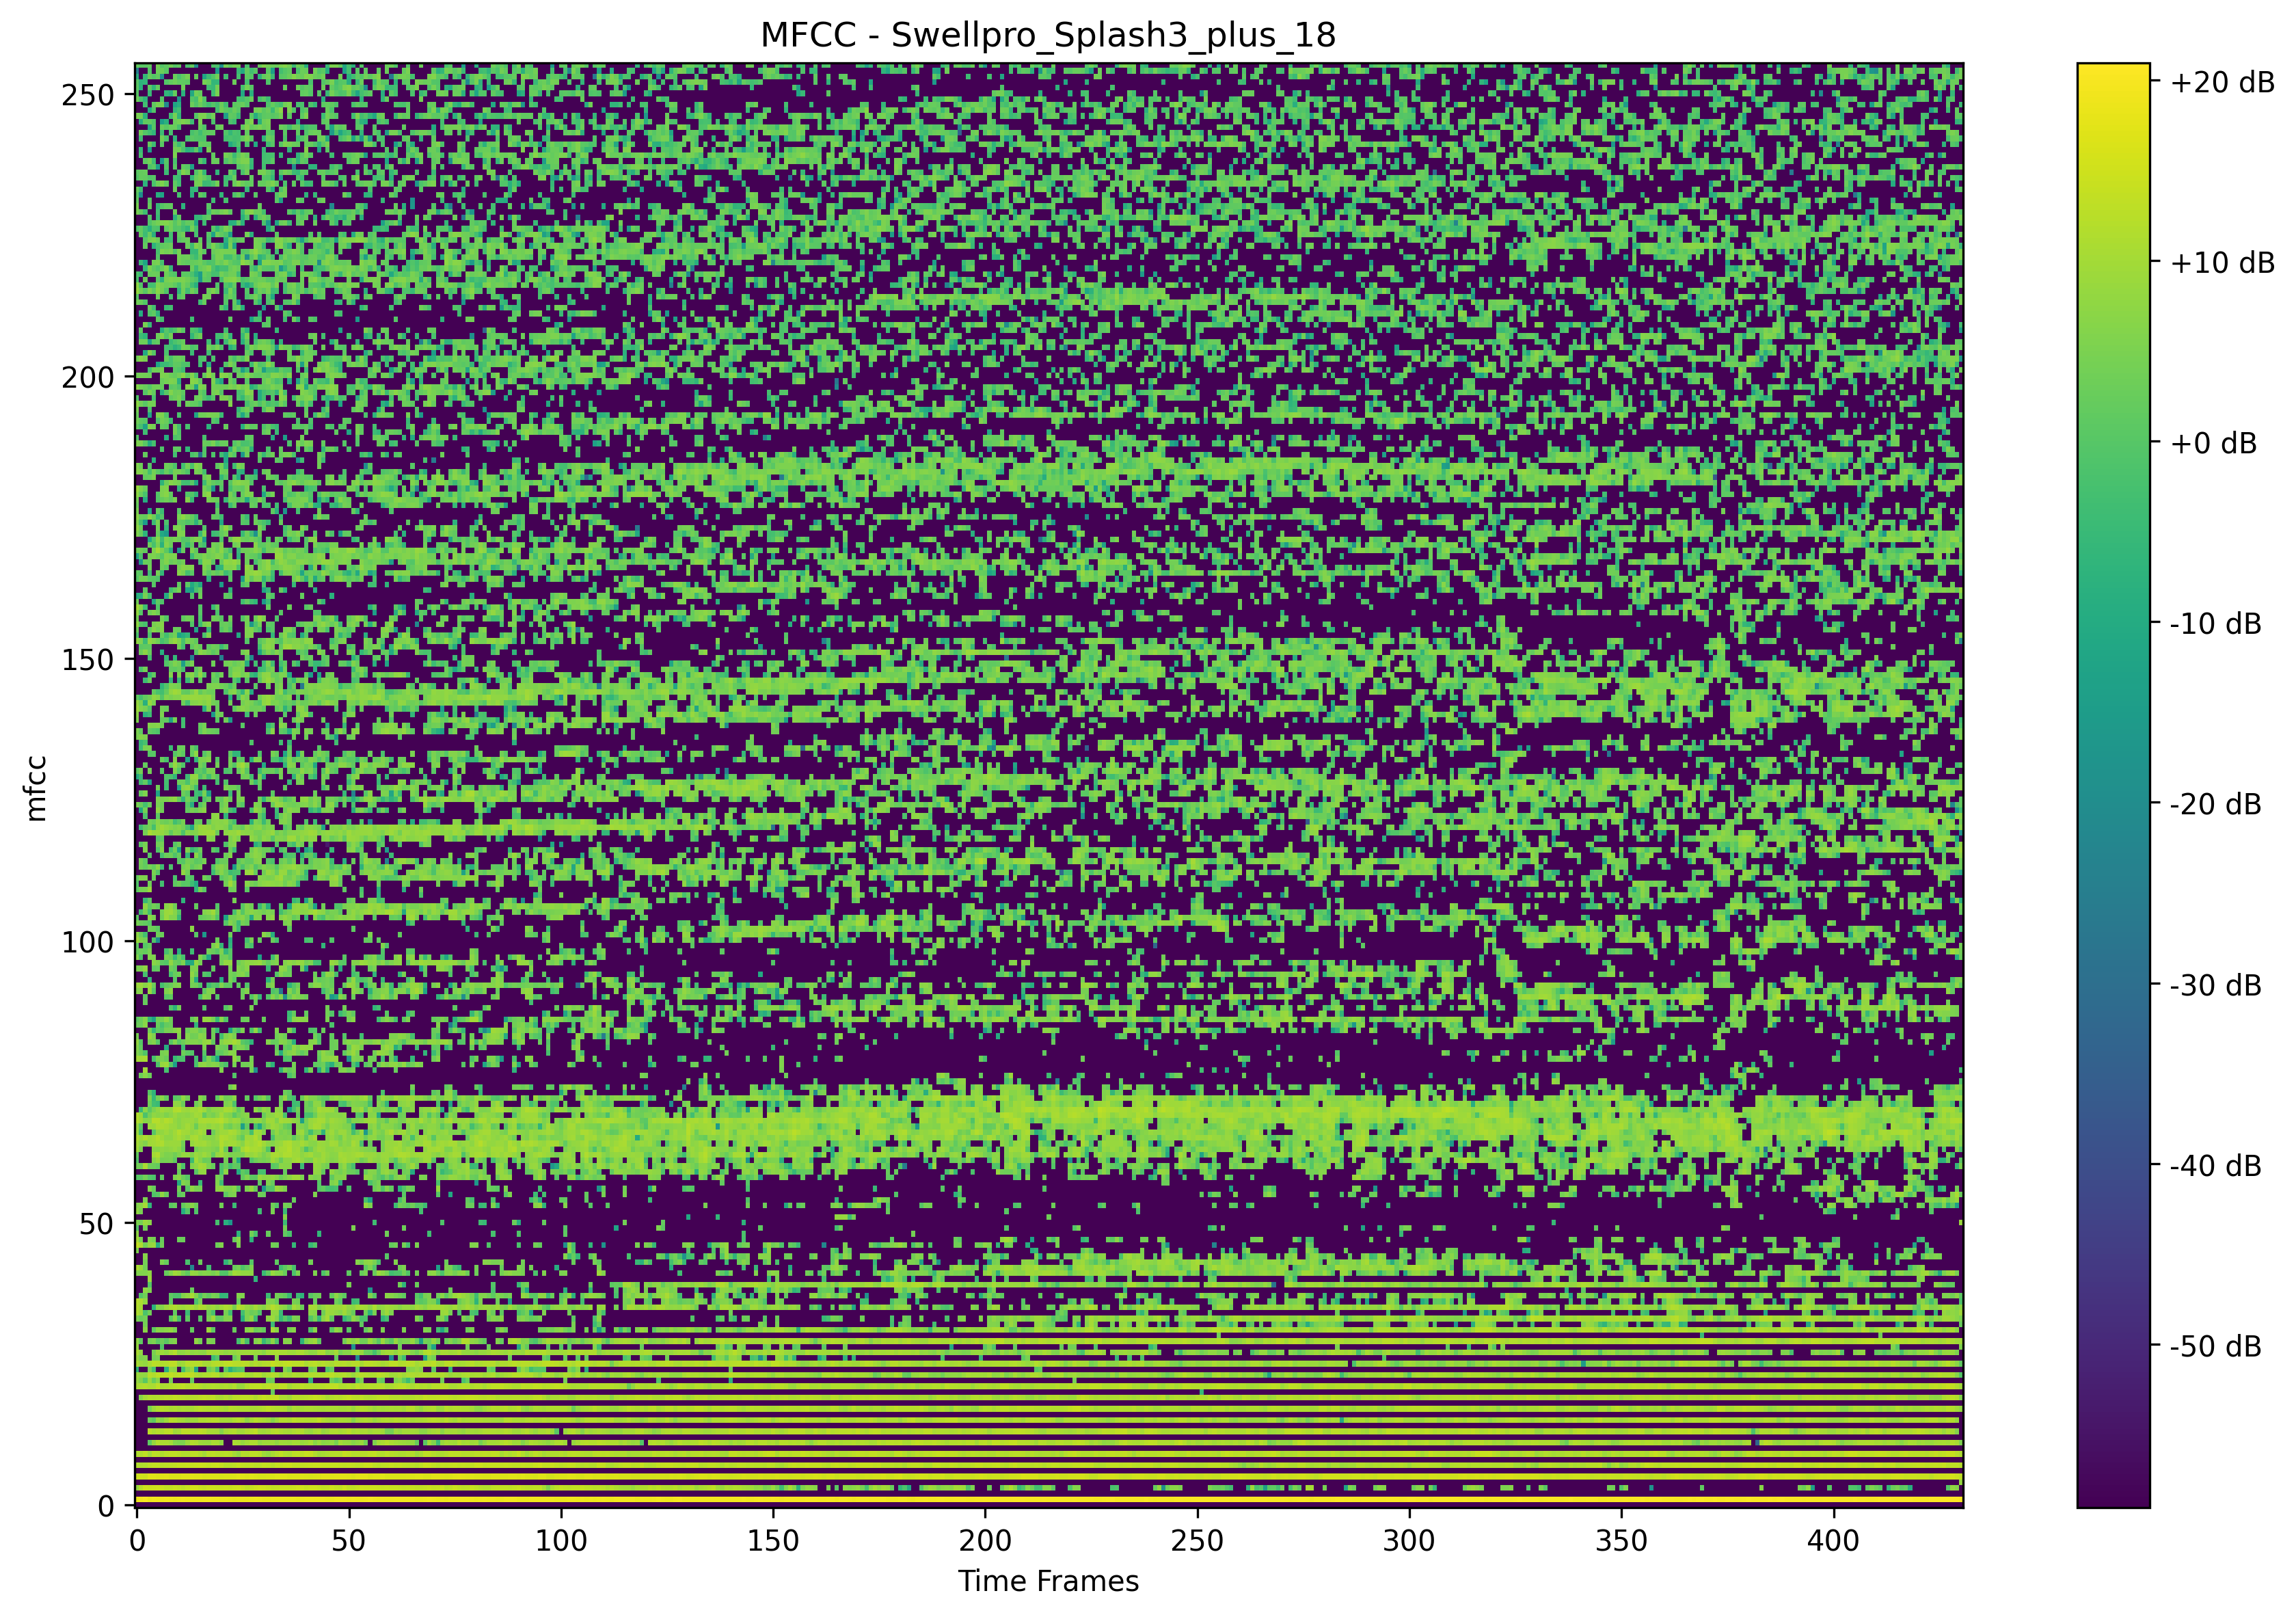 MFCC - Swellpro_Splash3_plus_18
mfcc
250
200
150
100
50
0
0 50 100 150 200 250 300 350 400
Time Frames
+20 dB
+10 dB
+0 dB
-10 dB
-20 dB
-30 dB
-40 dB
-50 dB